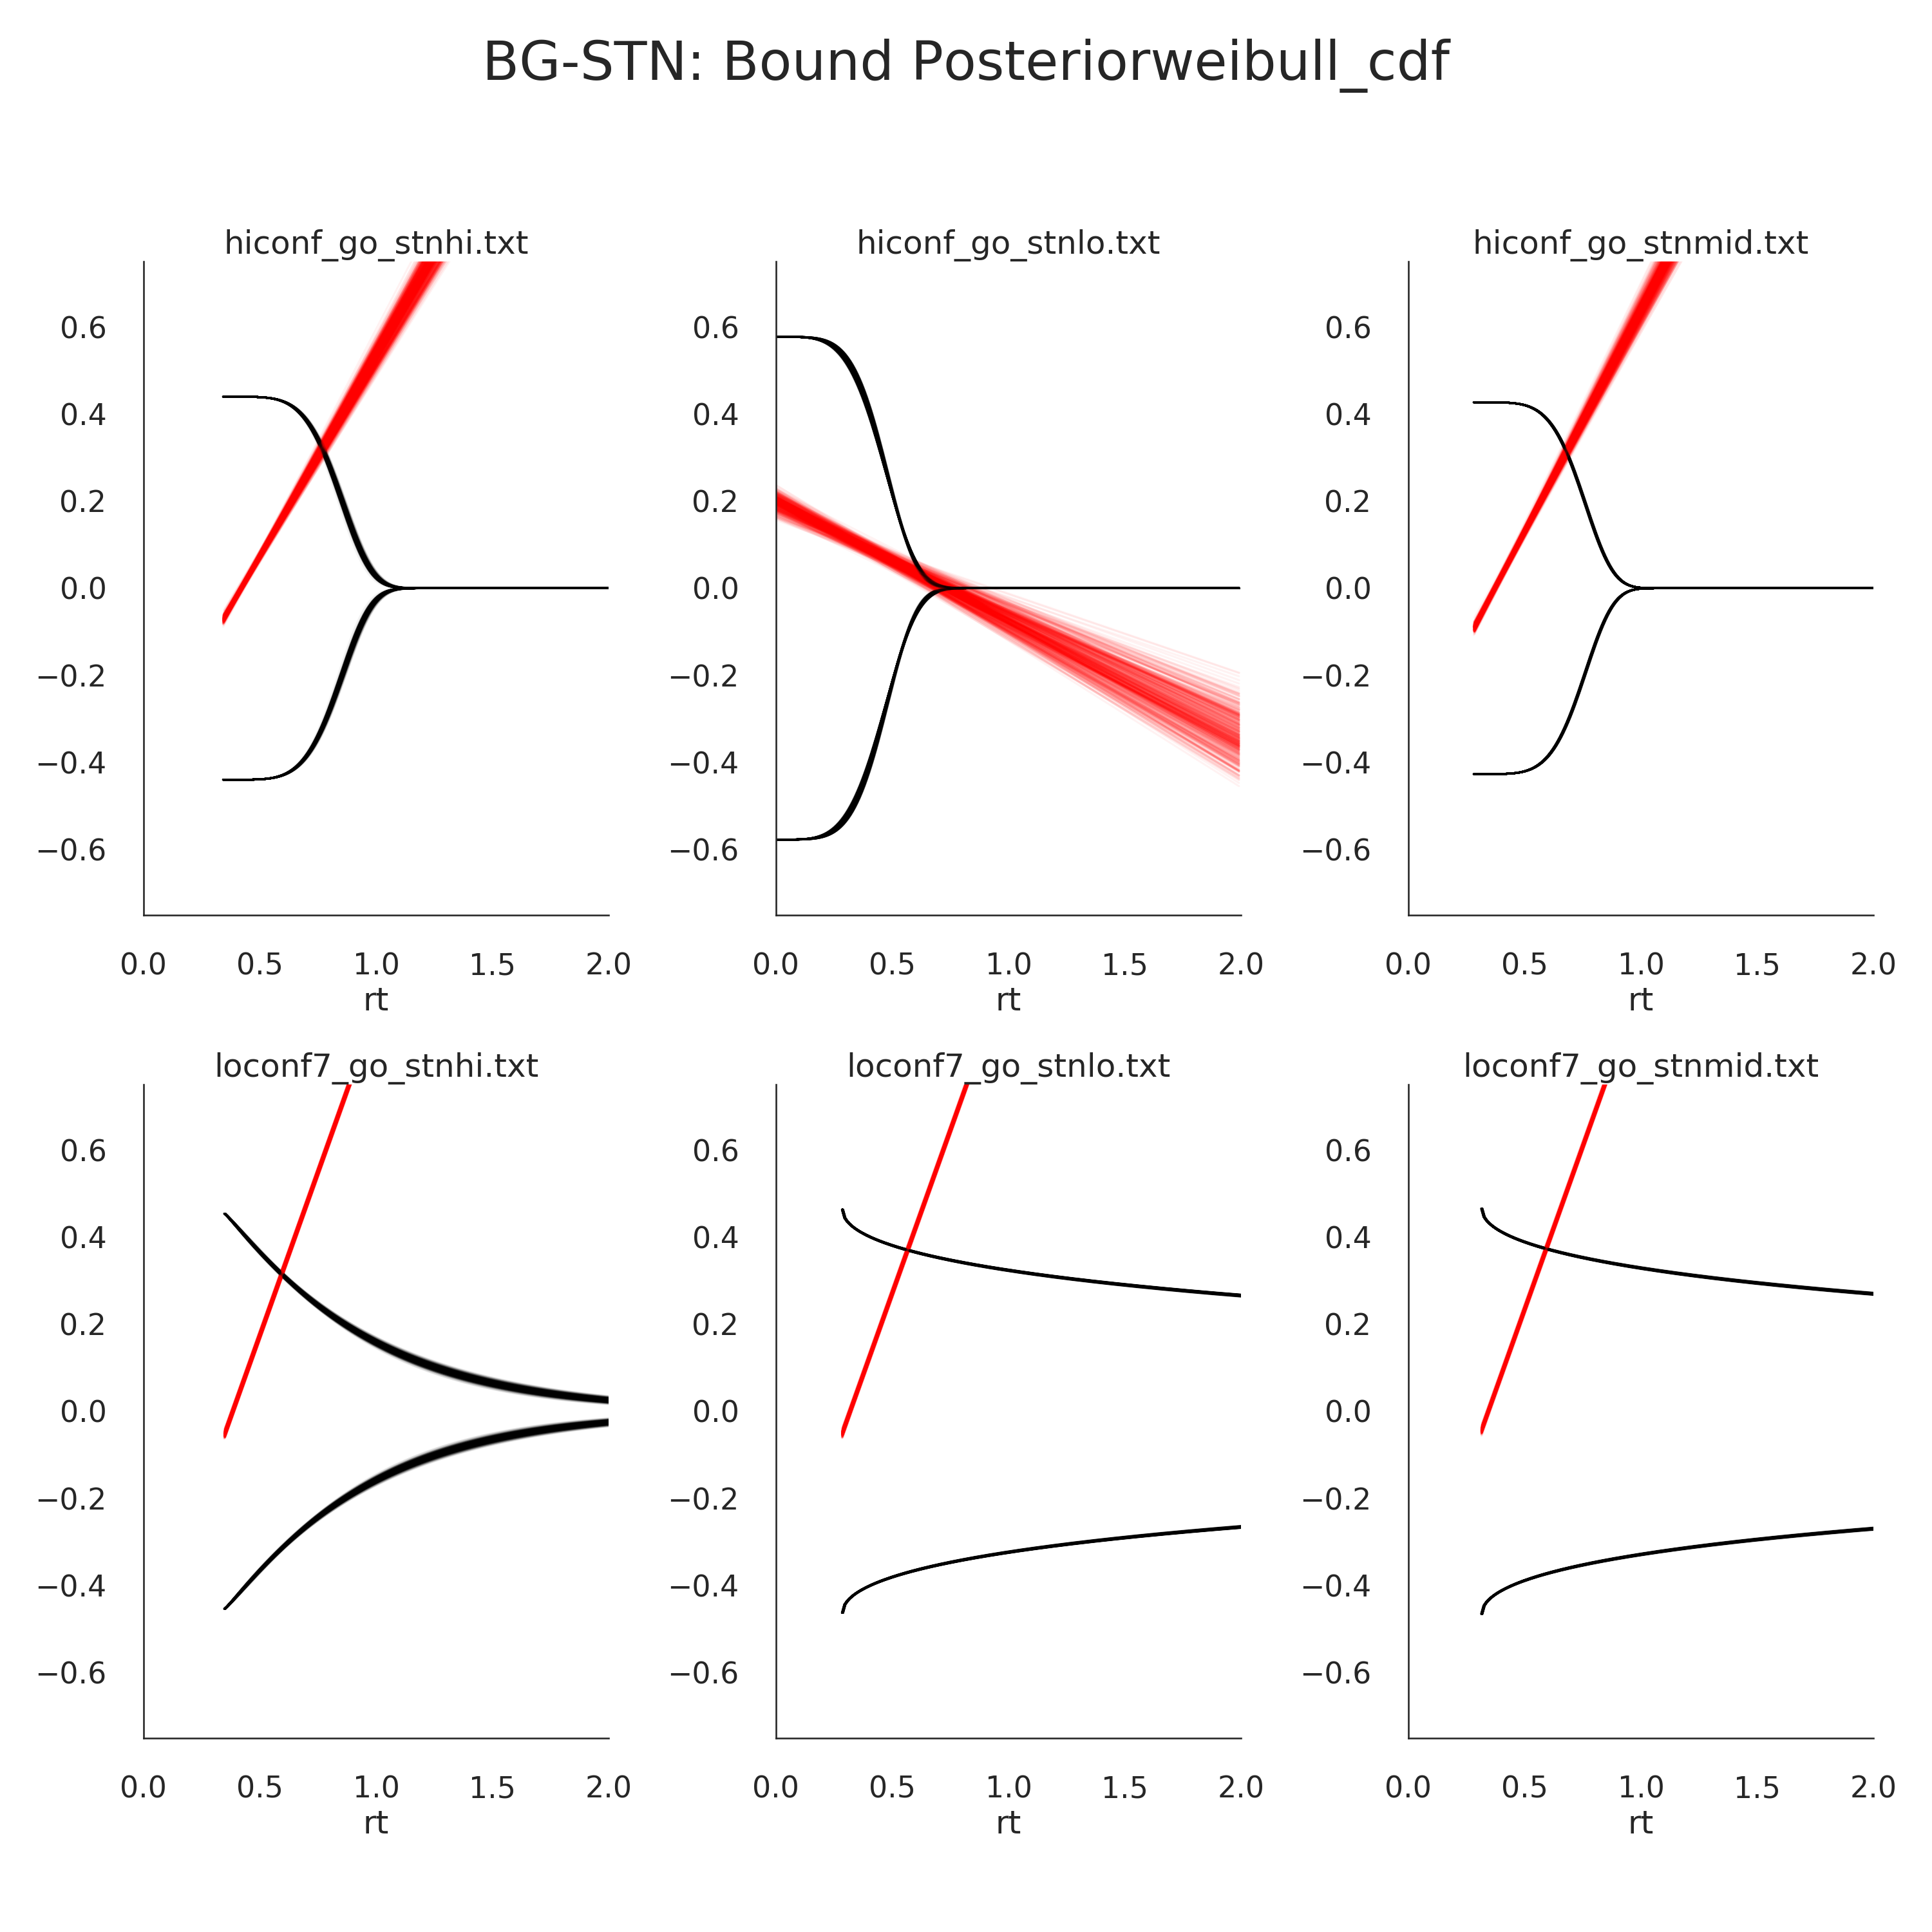 BG-STN: Bound Posteriorweibull_cdf
hiconf_go_stnhi.txt
hiconf_go_stnlo.txt
hiconf_go_stnmid.txt
0.6
0.4
0.2
0.0
−0.2
−0.4
−0.6
0.6
0.4
0.2
0.0
−0.2
−0.4
−0.6
0.6
0.4
0.2
0.0
−0.2
−0.4
−0.6
0.0 0.5 1.0 1.5 2.0
0.0 0.5 1.0 1.5 2.0
0.0 0.5 1.0 1.5 2.0
rt
rt
rt
loconf7_go_stnhi.txt
loconf7_go_stnlo.txt
loconf7_go_stnmid.txt
0.6
0.4
0.2
0.0
−0.2
−0.4
−0.6
0.6
0.4
0.2
0.0
−0.2
−0.4
−0.6
0.6
0.4
0.2
0.0
−0.2
−0.4
−0.6
0.0 0.5 1.0 1.5 2.0
0.0 0.5 1.0 1.5 2.0
0.0 0.5 1.0 1.5 2.0
rt
rt
rt